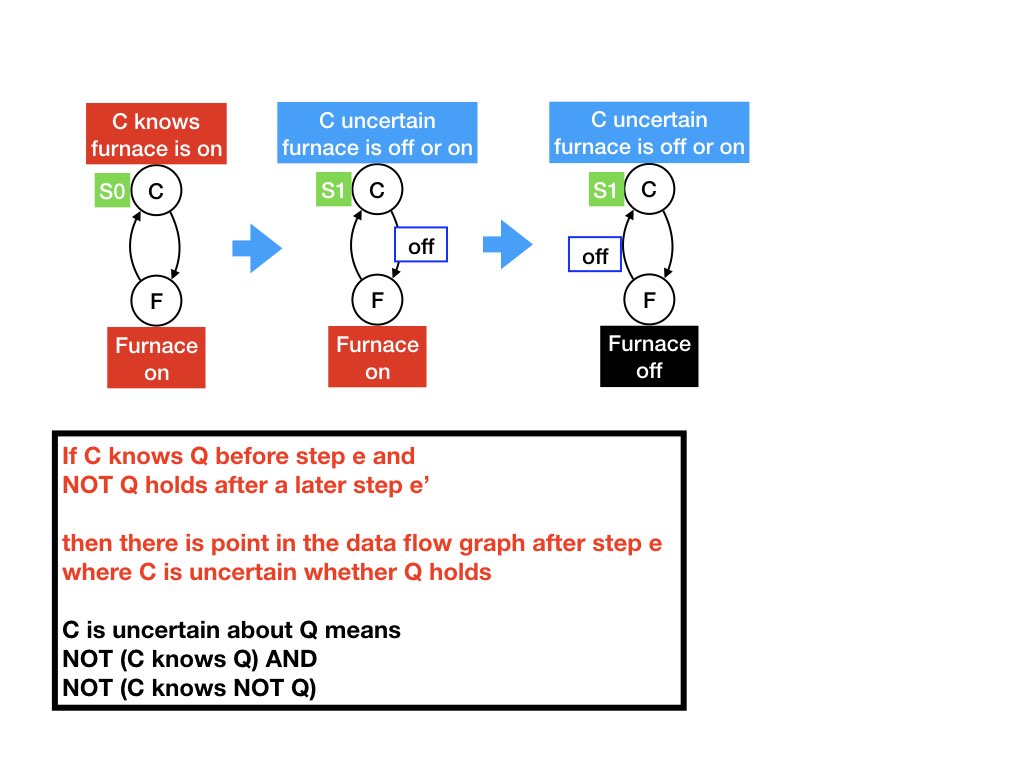 C knows
furnace is on
C uncertain
furnace is off or on
C uncertain
furnace is off or on
S0
C
S1
C
S1
C
off
off
F
F
F
Furnace
on
Furnace
on
Furnace
off
If C knows Q before step e and
NOT Q holds after a later step e’
then there is point in the data flow graph after step e
where C is uncertain whether Q holds
C is uncertain about Q means
NOT (C knows Q) AND
NOT (C knows NOT Q)